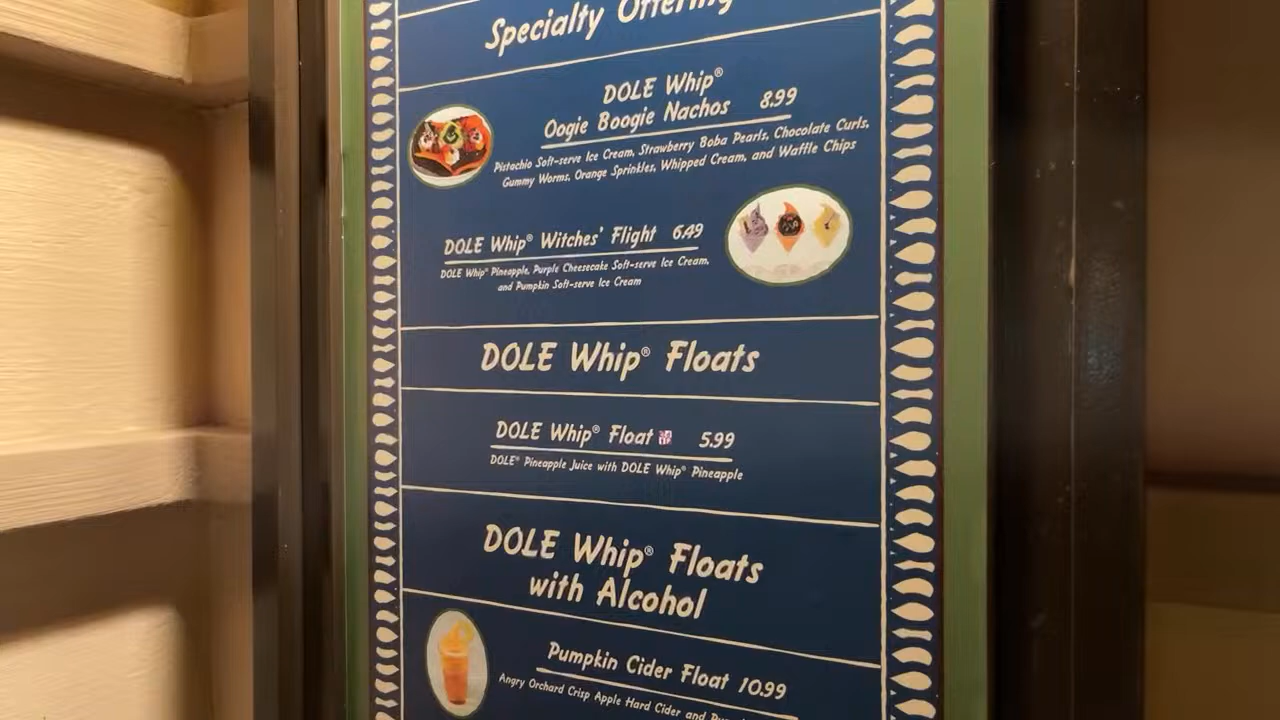 Specialty Offering
DOLE Whip®
Oogie Boogie Nachos 8.99
Pistachio Soft-serve Ice Cream, Strawberry Boba Pearls, Chocolate Curls,
Gummy Worms, Orange Sprinkles, Whipped Cream, and Waffle Chips
DOLE Whip® Witches' Flight 6.49
DOLE Whip® Pineapple, Purple Cheesecake Soft-serve Ice Cream,
and Pumpkin Soft-serve Ice Cream
DOLE Whip® Floats
DOLE Whip® Float 5.99
DOLE® Pineapple Juice with DOLE Whip® Pineapple
DOLE Whip® Floats
with Alcohol
Pumpkin Cider Float 10.99
Angry Orchard Crisp Apple Hard Cider and